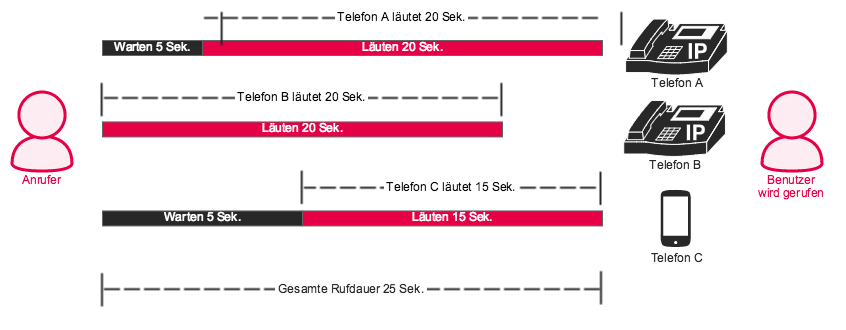 Telefon A läutet 20 Sek.
Warten 5 Sek. Läuten 20 Sek.
IP
Telefon A
Telefon B läutet 20 Sek.
Läuten 20 Sek.
IP
Telefon B
Anrufer
Benutzer
wird gerufen
Telefon C läutet 15 Sek.
Warten 5 Sek. Läuten 15 Sek.
Telefon C
Gesamte Rufdauer 25 Sek.